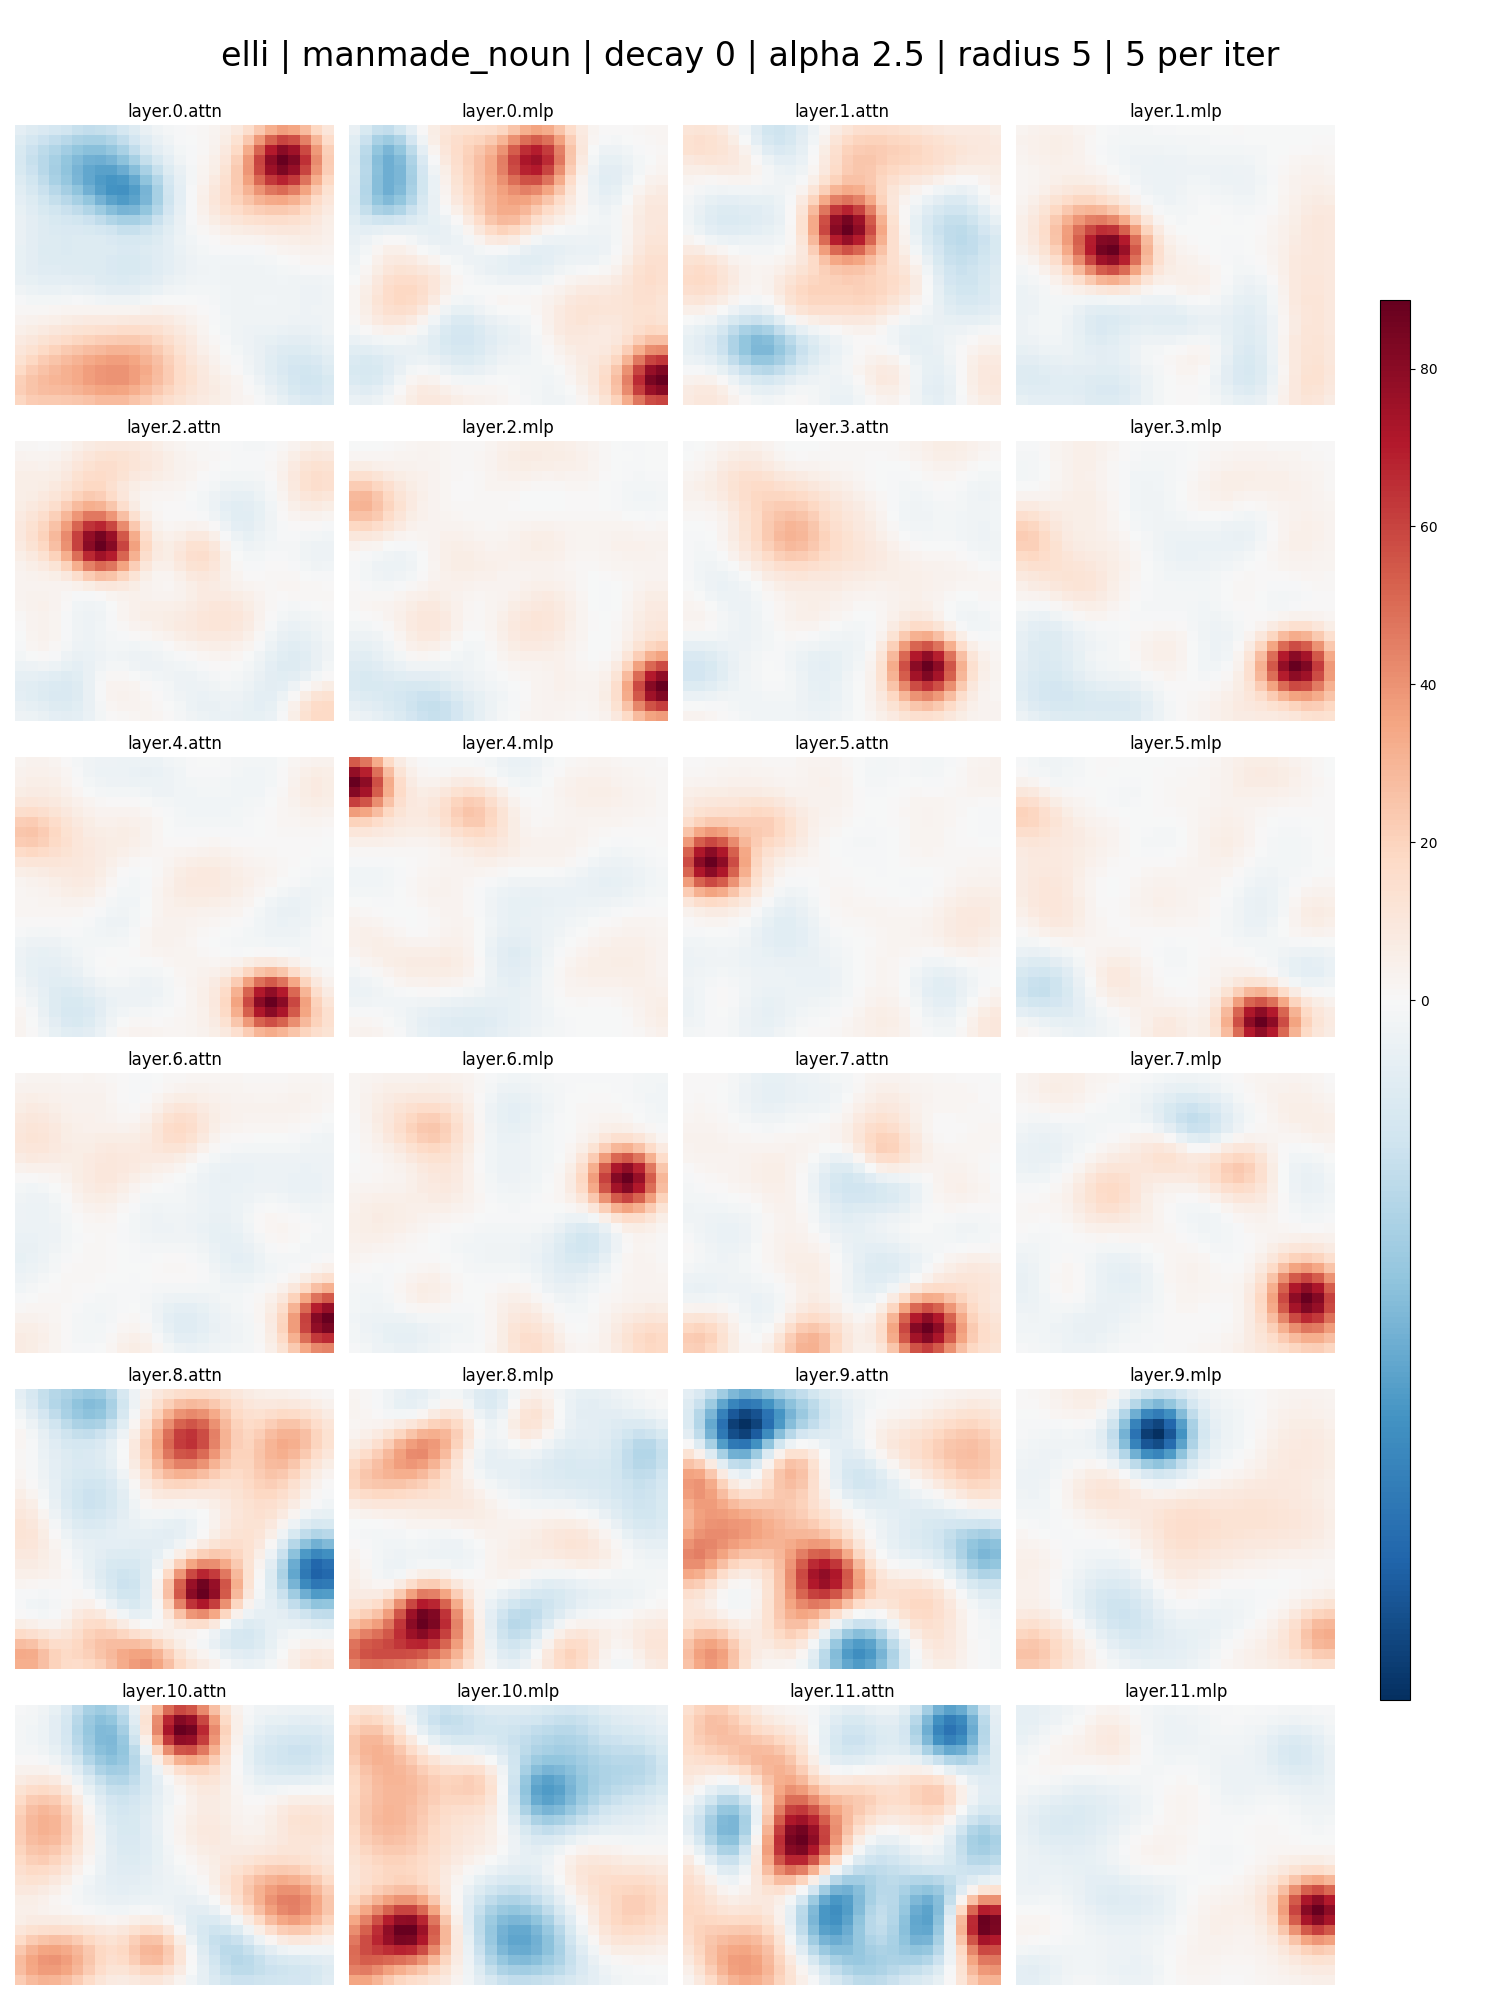 elli | manmade_noun | decay 0 | alpha 2.5 | radius 5 | 5 per iter
layer.0.attn layer.0.mlp layer.1.attn layer.1.mlp
layer.2.attn layer.2.mlp layer.3.attn layer.3.mlp
layer.4.attn layer.4.mlp layer.5.attn layer.5.mlp
layer.6.attn layer.6.mlp layer.7.attn layer.7.mlp
layer.8.attn layer.8.mlp layer.9.attn layer.9.mlp
layer.10.attn layer.10.mlp layer.11.attn layer.11.mlp
80
60
40
20
0